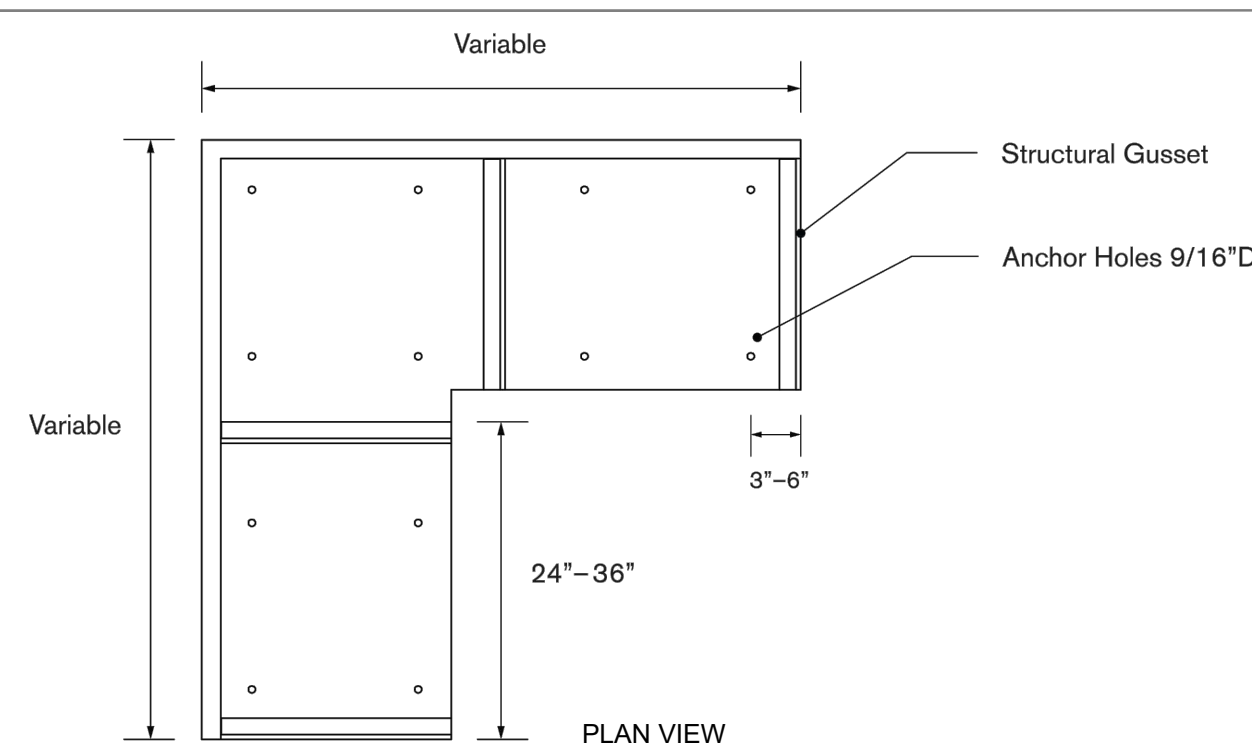 Variable
Structural Gusset
Anchor Holes 9/16”D
Variable
3”–6”
24”–36”
PLAN VIEW